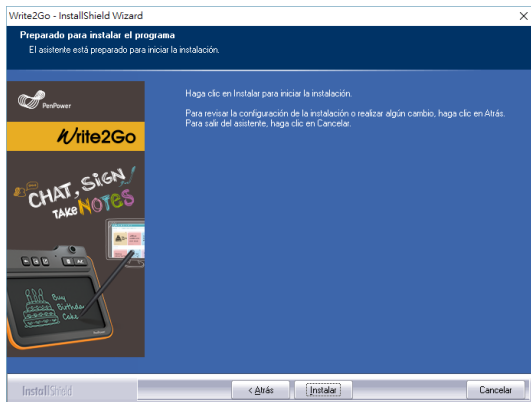 Write2Go - InstallShield Wizard
Preparado para instalar el programa
El asistente está preparado para iniciar la instalación.
PenPower
Write2Go
CHAT, SIGN
TAKE NOTES
Buy
Birthday
Cake
Haga clic en Instalar para iniciar la instalación.
Para revisar la configuración de la instalación o realizar algún cambio, haga clic en Atrás.
Para salir del asistente, haga clic en Cancelar.
InstallShield
< Atrás
Instalar
Cancelar